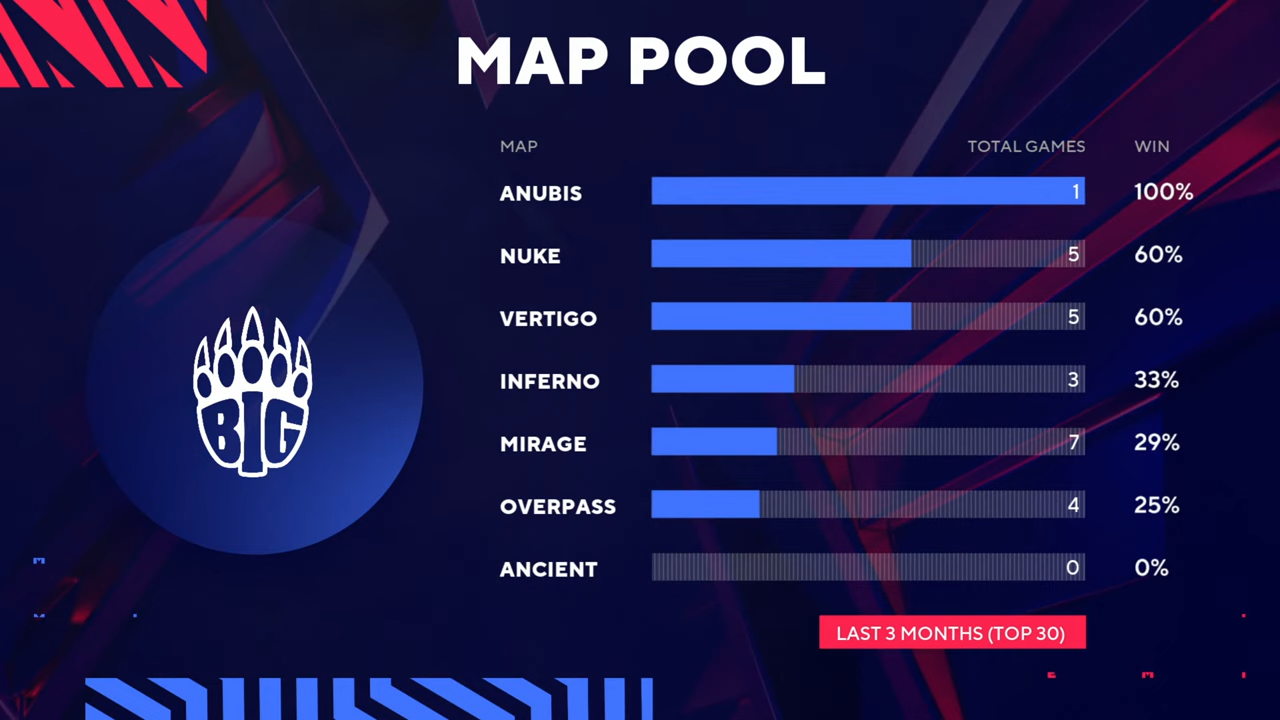 MAP POOL
MAP TOTAL GAMES WIN
ANUBIS 1 100%
NUKE 5 60%
VERTIGO 5 60%
INFERNO 3 33%
MIRAGE 7 29%
OVERPASS 4 25%
ANCIENT 0 0%
BIG
LAST 3 MONTHS (TOP 30)